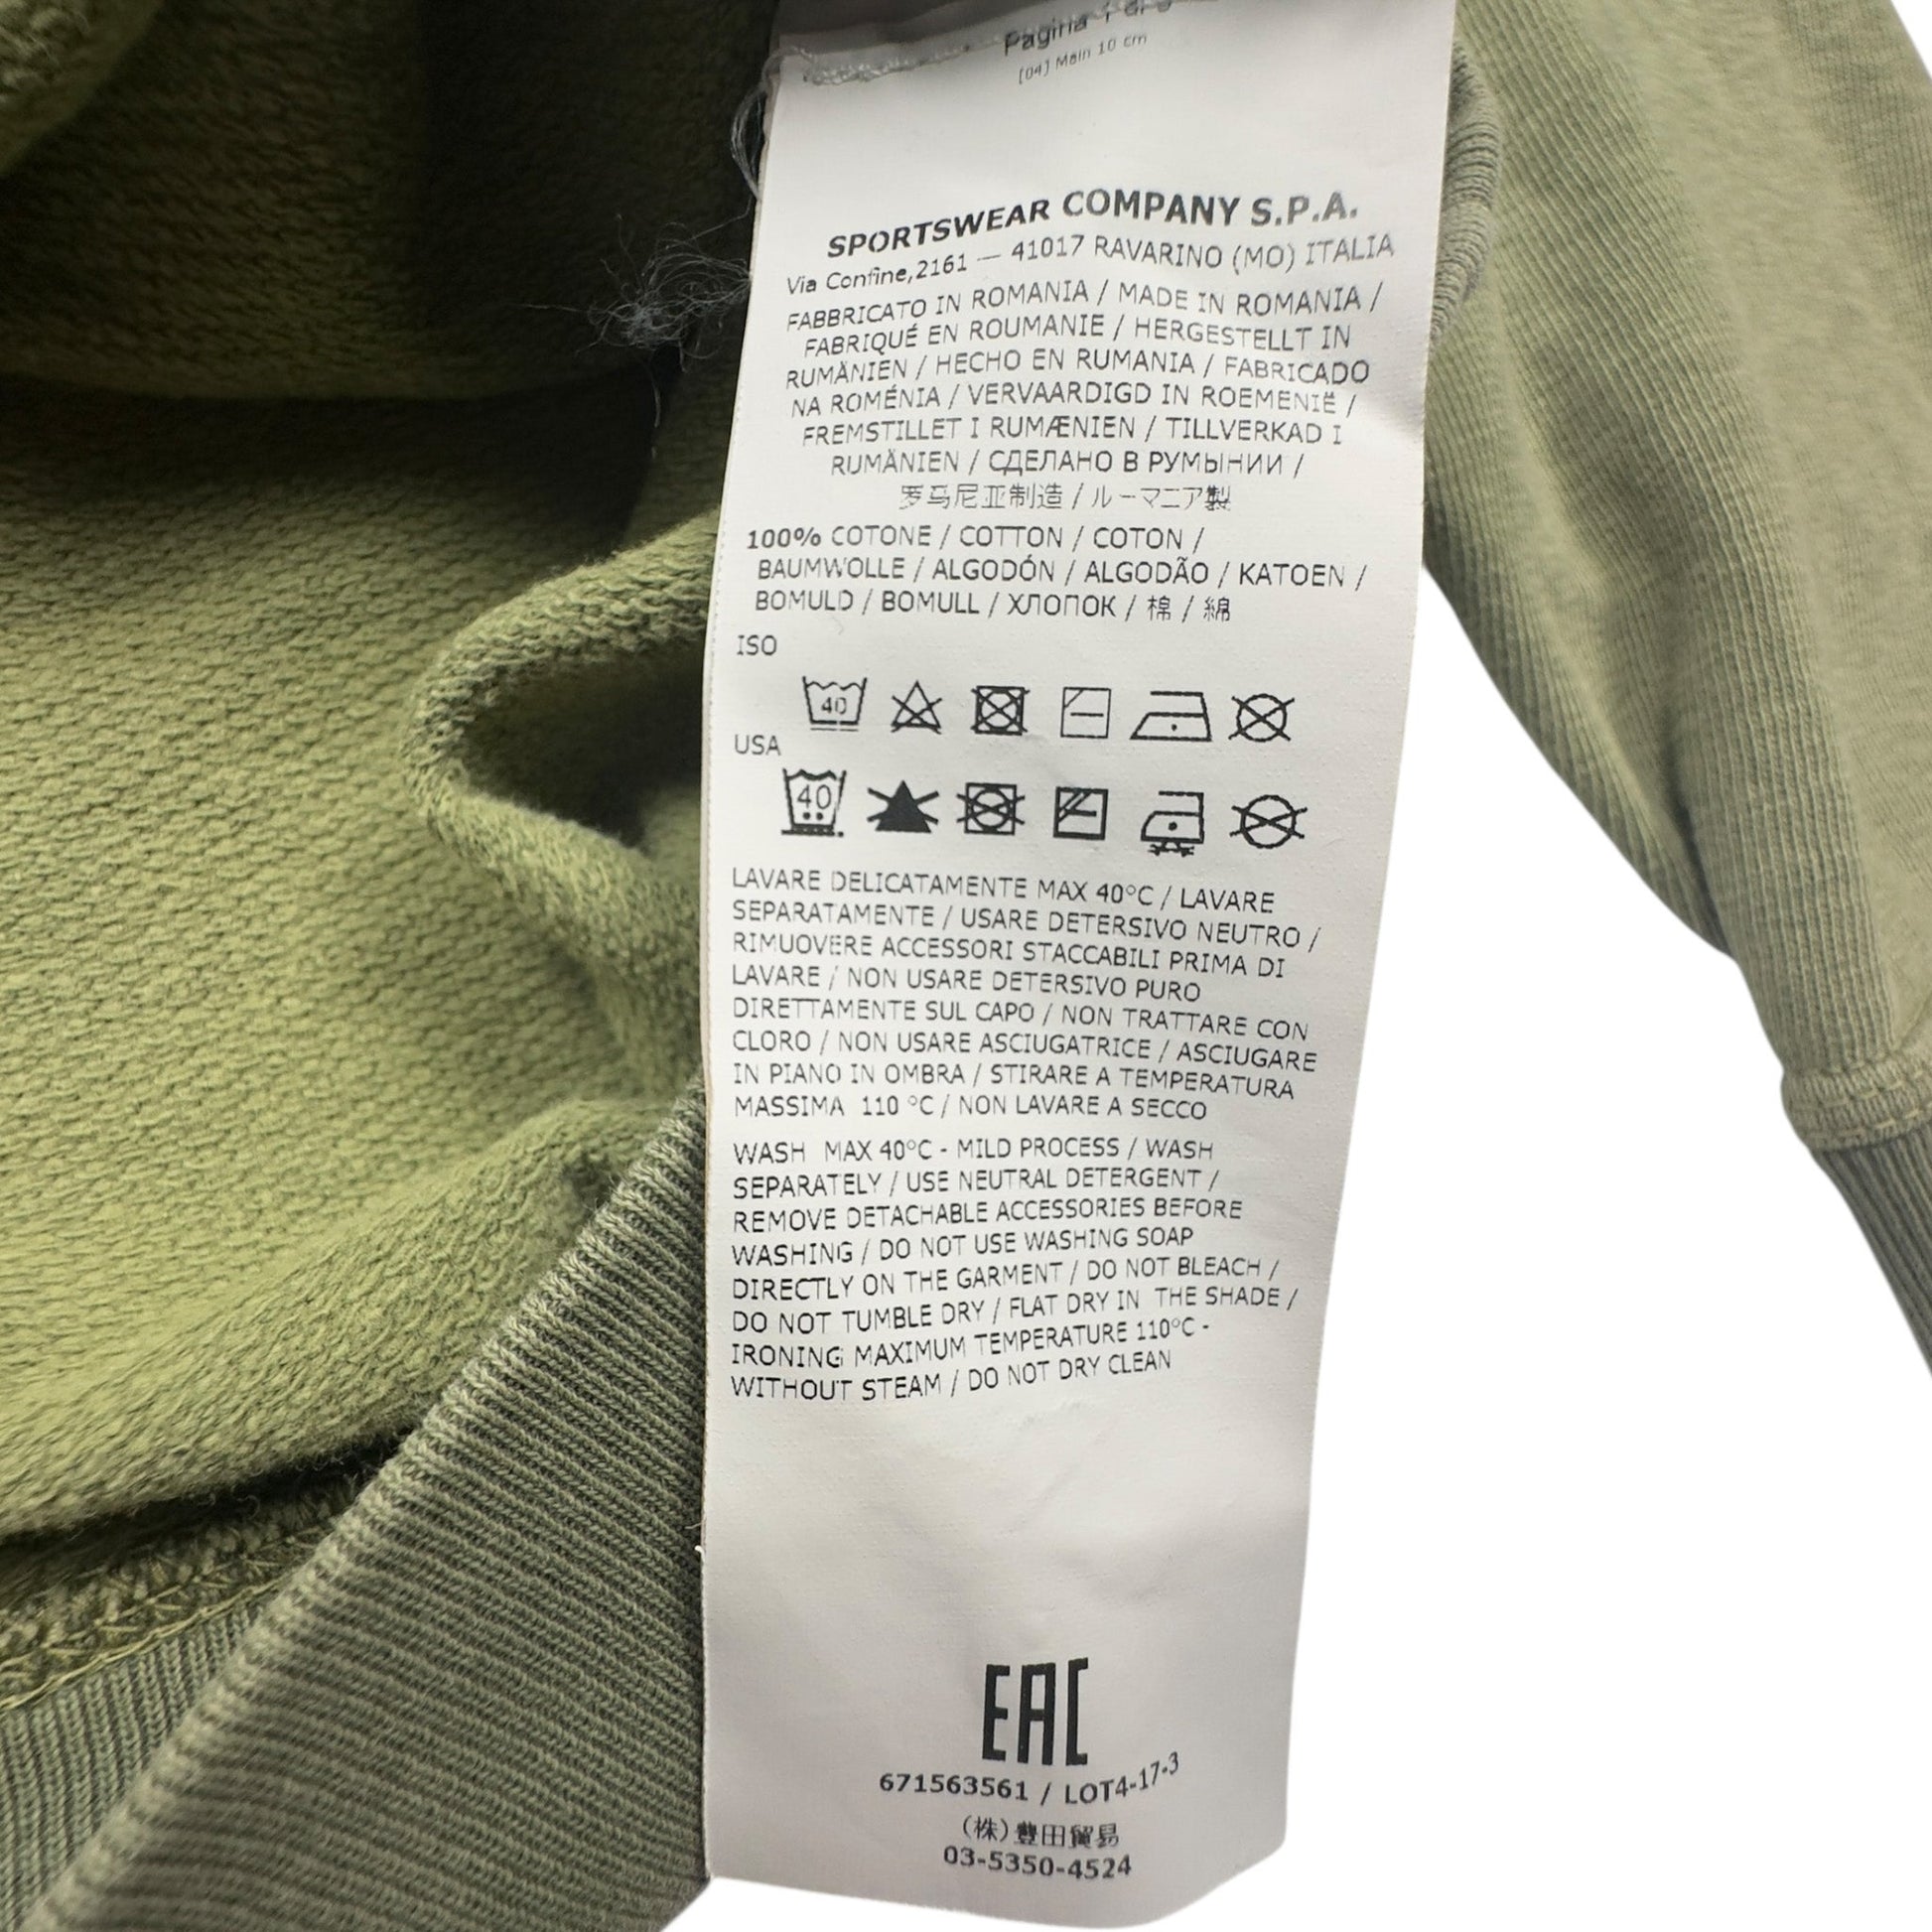 Pagina 1 di 3
[04] Main 10 cm
SPORTSWEAR COMPANY S.P.A.
Via Confine,2161 — 41017 RAVARINO (MO) ITALIA
FABBRICATO IN ROMANIA / MADE IN ROMANIA /
FABRIQUÉ EN ROUMANIE / HERGESTELLT IN
RUMÄNIEN / HECHO EN RUMANIA / FABRICADO
NA ROMÉNIA / VERVAARDIGD IN ROEMENIË /
FREMSTILLET I RUMÆNIEN / TILLVERKAD I
RUMÄNIEN / СДЕЛАНО В РУМЫНИИ /
罗马尼亚制造 / ルーマニア製
100% COTONE / COTTON / COTON /
BAUMWOLLE / ALGODÓN / ALGODÃO / KATOEN /
BOMULD / BOMULL / ХЛОПОК / 棉 / 綿
ISO
40
USA
40
LAVARE DELICATAMENTE MAX 40°C / LAVARE
SEPARATAMENTE / USARE DETERSIVO NEUTRO /
RIMUOVERE ACCESSORI STACCABILI PRIMA DI
LAVARE / NON USARE DETERSIVO PURO
DIRETTAMENTE SUL CAPO / NON TRATTARE CON
CLORO / NON USARE ASCIUGATRICE / ASCIUGARE
IN PIANO IN OMBRA / STIRARE A TEMPERATURA
MASSIMA 110 °C / NON LAVARE A SECCO
WASH MAX 40°C - MILD PROCESS / WASH
SEPARATELY / USE NEUTRAL DETERGENT /
REMOVE DETACHABLE ACCESSORIES BEFORE
WASHING / DO NOT USE WASHING SOAP
DIRECTLY ON THE GARMENT / DO NOT BLEACH /
DO NOT TUMBLE DRY / FLAT DRY IN THE SHADE /
IRONING MAXIMUM TEMPERATURE 110°C -
WITHOUT STEAM / DO NOT DRY CLEAN
EAC
671563561 / LOT4-17-3
(株)豊田貿易
03-5350-4524